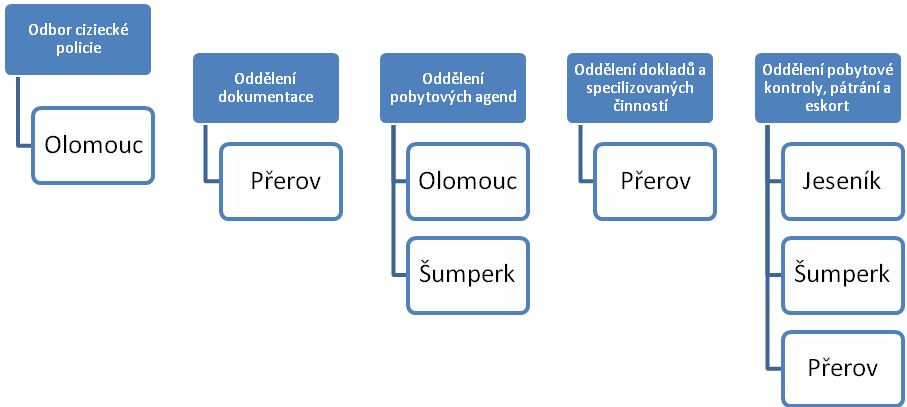 Odbor ciziecké
policie
Olomouc
Oddělení
dokumentace
Přerov
Oddělení
pobytových agend
Olomouc
Šumperk
Oddělení dokladů a
specilizovaných
činností
Přerov
Oddělení pobytové
kontroly, pátrání a
eskort
Jeseník
Šumperk
Přerov